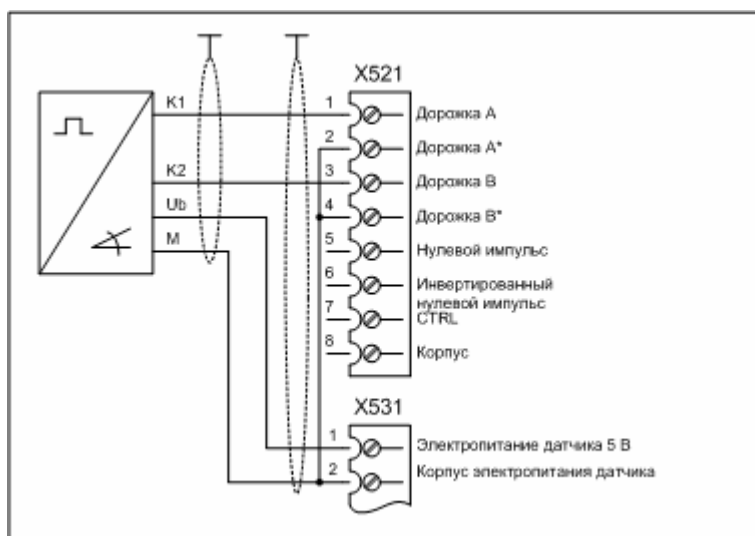 X521
K1
1
Дорожка А
2
Дорожка А*
K2
3
Дорожка В
Ub
4
Дорожка В*
M
5
Нулевой импульс
6
Инвертированный
нулевой импульс
7
CTRL
8
Корпус
X531
1
Электропитание датчика 5 В
2
Корпус электропитания датчика